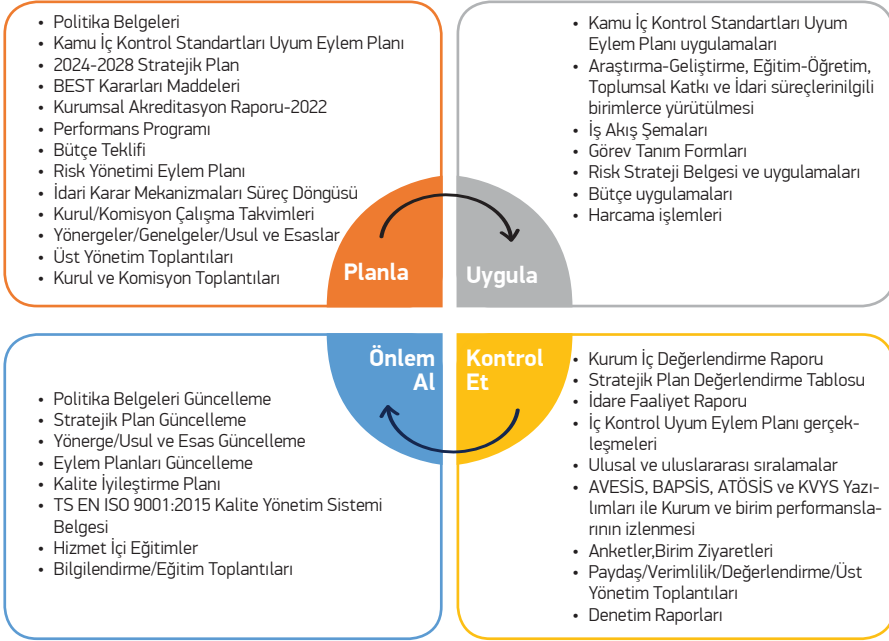 • Politika Belgeleri
• Kamu İç Kontrol Standartları Uyum Eylem Planı
• 2024-2028 Stratejik Plan
• BEST Kararları Maddeleri
• Kurumsal Akreditasyon Raporu-2022
• Performans Programı
• Bütçe Teklifi
• Risk Yönetimi Eylem Planı
• İdari Karar Mekanizmaları Süreç Döngüsü
• Kurul/Komisyon Çalışma Takvimleri
• Yönergeler/Genelgeler/Usul ve Esaslar
• Üst Yönetim Toplantıları
• Kurul ve Komisyon Toplantıları
Planla
• Kamu İç Kontrol Standartları Uyum
Eylem Planı uygulamaları
• Araştırma-Geliştirme, Eğitim-Öğretim,
Toplumsal Katkı ve İdari süreçlerinilgili
birimlerce yürütülmesi
• İş Akış Şemaları
• Görev Tanım Formları
• Risk Strateji Belgesi ve uygulamaları
• Bütçe uygulamaları
• Harcama işlemleri
Uygula
Önlem
Al
• Politika Belgeleri Güncelleme
• Stratejik Plan Güncelleme
• Yönerge/Usul ve Esas Güncelleme
• Eylem Planları Güncelleme
• Kalite İyileştirme Planı
• TS EN ISO 9001:2015 Kalite Yönetim Sistemi
Belgesi
• Hizmet İçi Eğitimler
• Bilgilendirme/Eğitim Toplantıları
Kontrol
Et
• Kurum İç Değerlendirme Raporu
• Stratejik Plan Değerlendirme Tablosu
• İdare Faaliyet Raporu
• İç Kontrol Uyum Eylem Planı gerçek-
leşmeleri
• Ulusal ve uluslararası sıralamalar
• AVESİS, BAPSİS, ATÖSİS ve KVYS Yazı-
lımları ile Kurum ve birim performansla-
rının izlenmesi
• Anketler,Birim Ziyaretleri
• Paydaş/Verimlilik/Değerlendirme/Üst
Yönetim Toplantıları
• Denetim Raporları